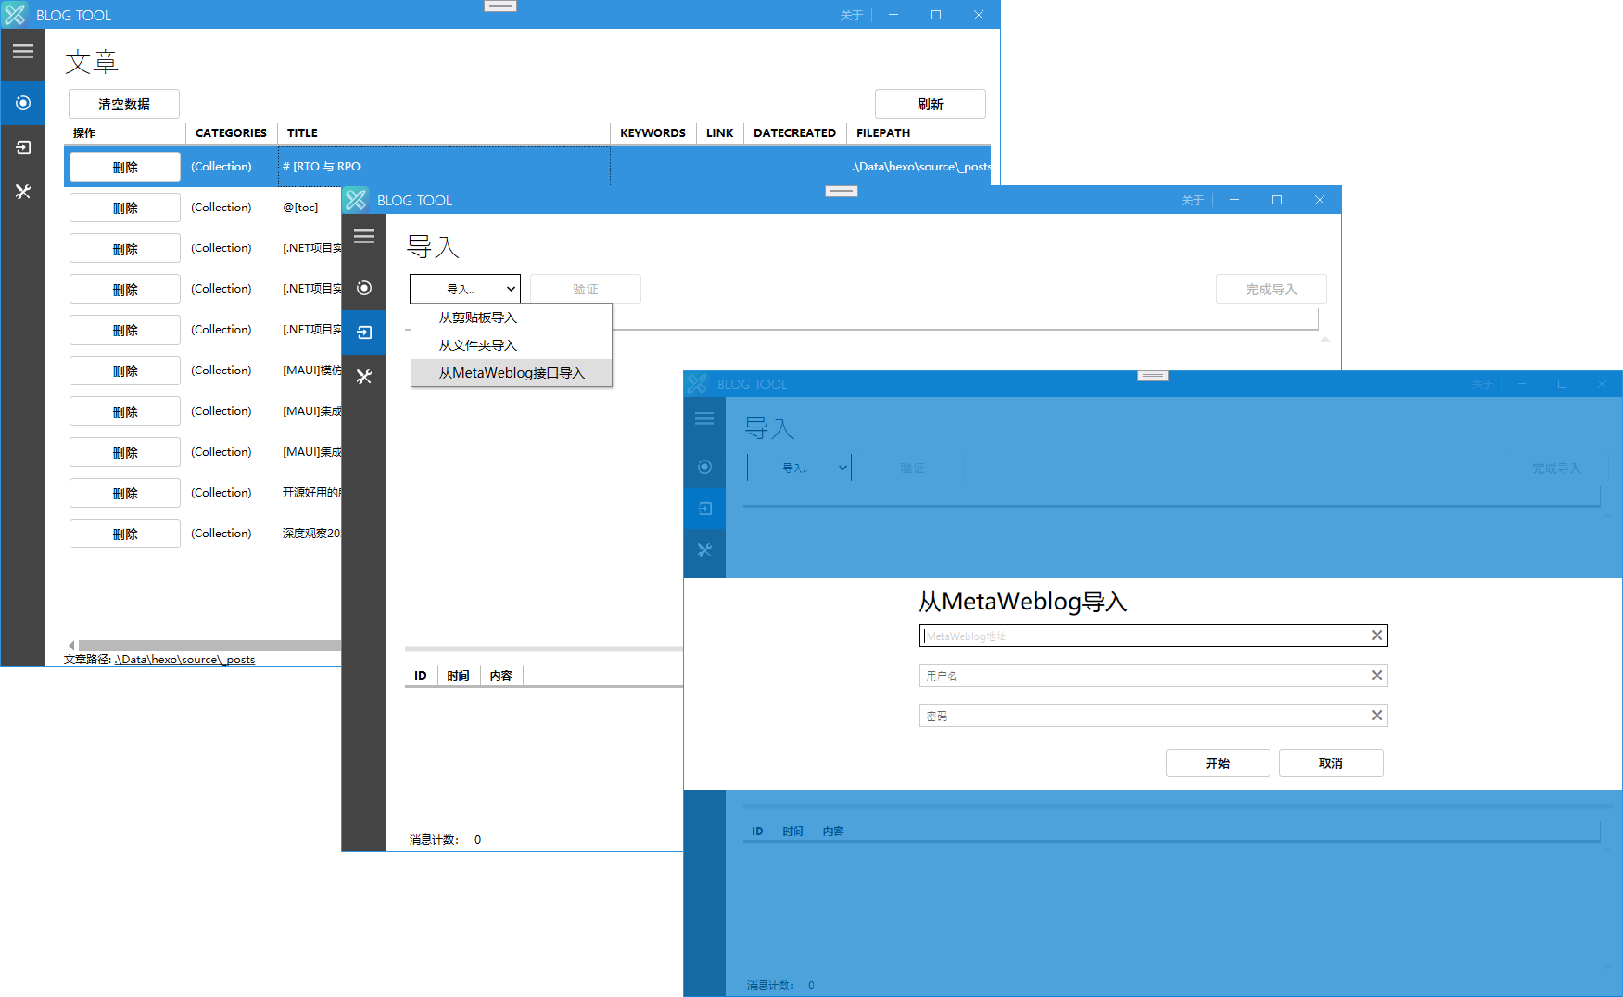 BLOG TOOL
关于
文章
清空数据
刷新
操作 CATEGORIES TITLE KEYWORDS LINK DATECREATED FILEPATH
删除 (Collection) # [RTO 与 RPO .\Data\hexo\source\_posts
删除 (Collection) @[toc]
删除 (Collection) [.NET项目实
删除 (Collection) [.NET项目实
删除 (Collection) [.NET项目实
删除 (Collection) [MAUI]模仿
删除 (Collection) [MAUI]集成
删除 (Collection) [MAUI]集成
删除 (Collection) 开源好用的
删除 (Collection) 深度观察20
文章路径: .\Data\hexo\source\_posts
BLOG TOOL
关于
导入
导入..
验证
完成导入
从剪贴板导入
从文件夹导入
从MetaWeblog接口导入
ID 时间 内容
消息计数： 0
BLOG TOOL
关于
导入
导入..
验证
完成导入
从MetaWeblog导入
MetaWeblog地址
用户名
密码
开始
取消
ID 时间 内容
消息计数： 0